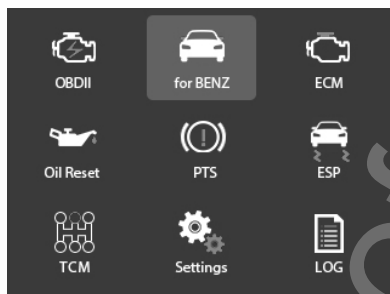 OBDII
for BENZ
ECM
Oil Reset
PTS
ESP
TCM
Settings
LOG